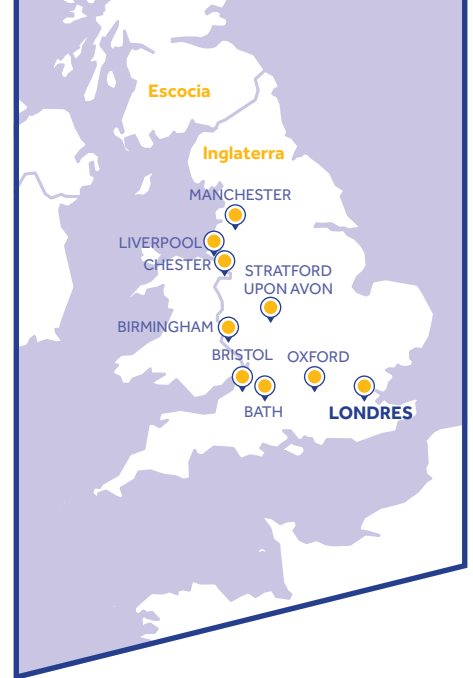 Escocia
Inglaterra
MANCHESTER
LIVERPOOL
CHESTER
STRATFORD
UPON AVON
BIRMINGHAM
BRISTOL
OXFORD
BATH
LONDRES